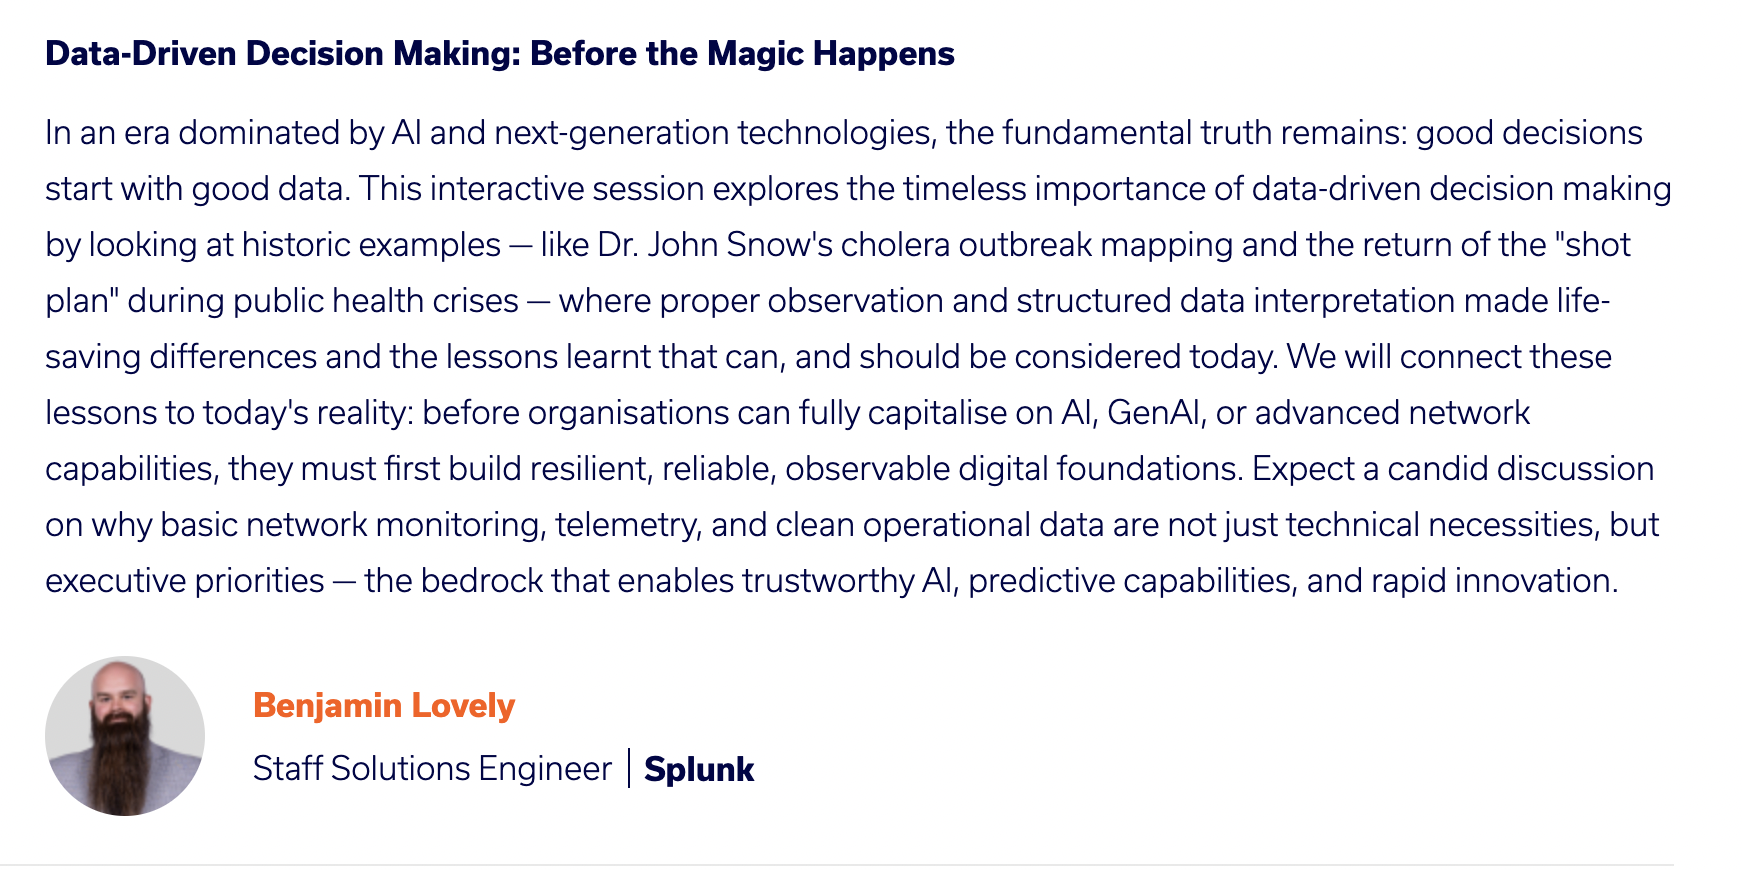 Data-Driven Decision Making: Before the Magic Happens
In an era dominated by AI and next-generation technologies, the fundamental truth remains: good decisions
start with good data. This interactive session explores the timeless importance of data-driven decision making
by looking at historic examples — like Dr. John Snow's cholera outbreak mapping and the return of the "shot
plan" during public health crises — where proper observation and structured data interpretation made life-
saving differences and the lessons learnt that can, and should be considered today. We will connect these
lessons to today's reality: before organisations can fully capitalise on AI, GenAI, or advanced network
capabilities, they must first build resilient, reliable, observable digital foundations. Expect a candid discussion
on why basic network monitoring, telemetry, and clean operational data are not just technical necessities, but
executive priorities — the bedrock that enables trustworthy AI, predictive capabilities, and rapid innovation.
Benjamin Lovely
Staff Solutions Engineer | Splunk